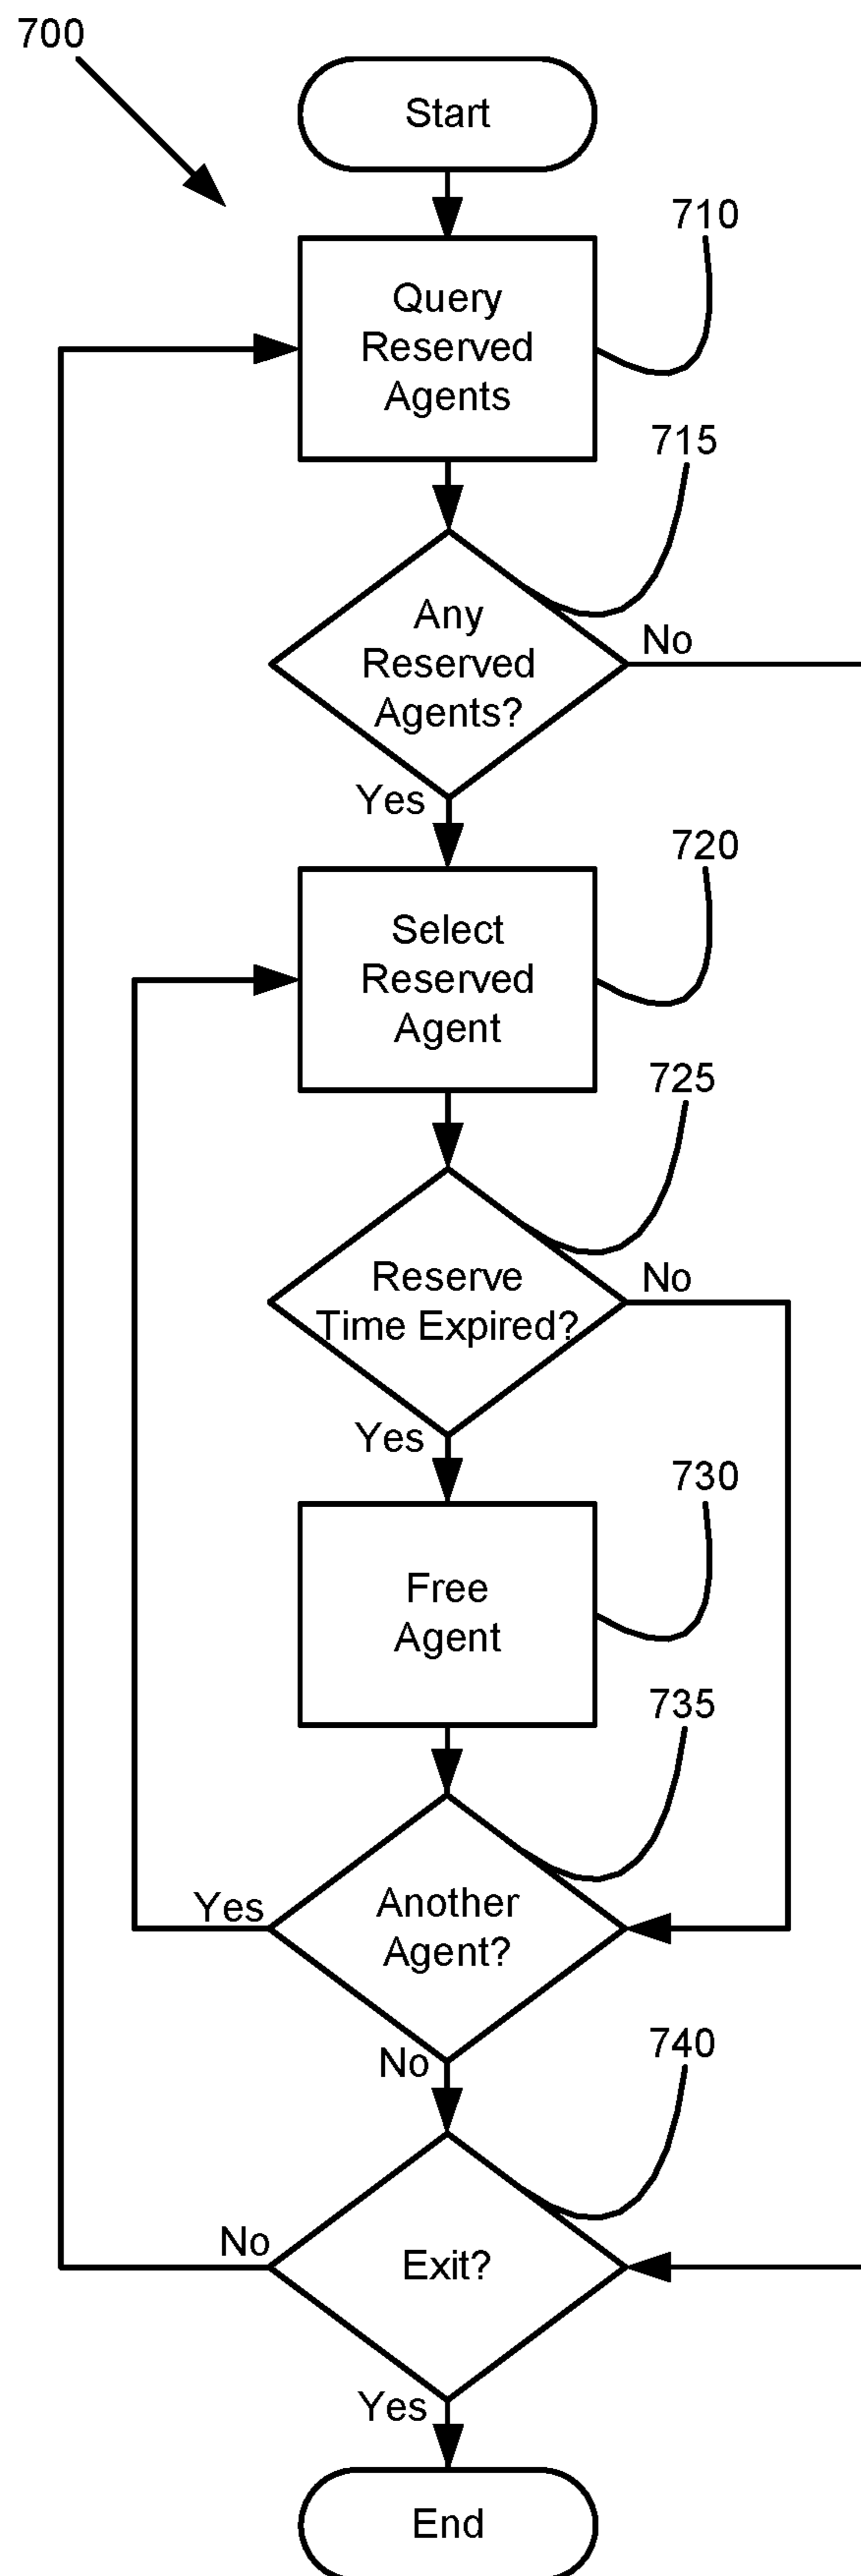 700
Start
710
Query
Reserved
Agents
715
Any
Reserved
Agents?
No
Yes
720
Select
Reserved
Agent
725
Reserve
Time Expired?
No
Yes
730
Free
Agent
735
Another
Agent?
Yes
No
740
Exit?
No
Yes
End